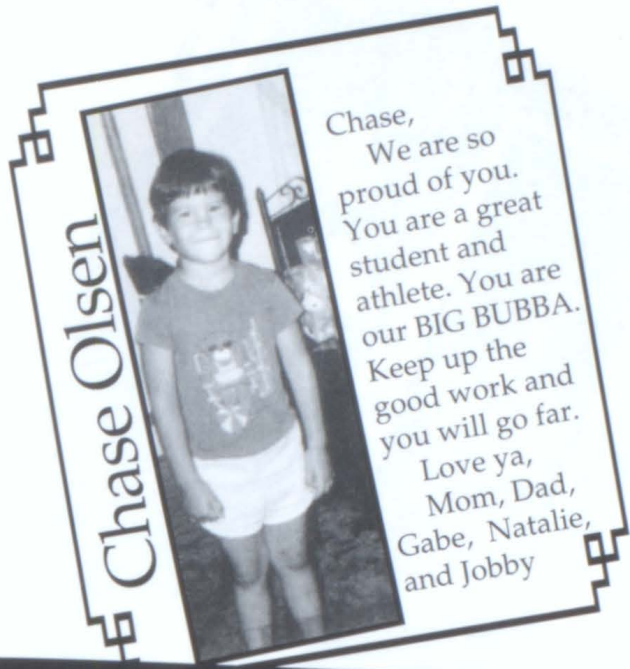 Chase Olsen
Chase,
We are so
proud of you.
You are a great
student and
athlete. You are
our BIG BUBBA.
Keep up the
good work and
you will go far.
Love ya,
Mom, Dad,
Gabe, Natalie,
and Jobby